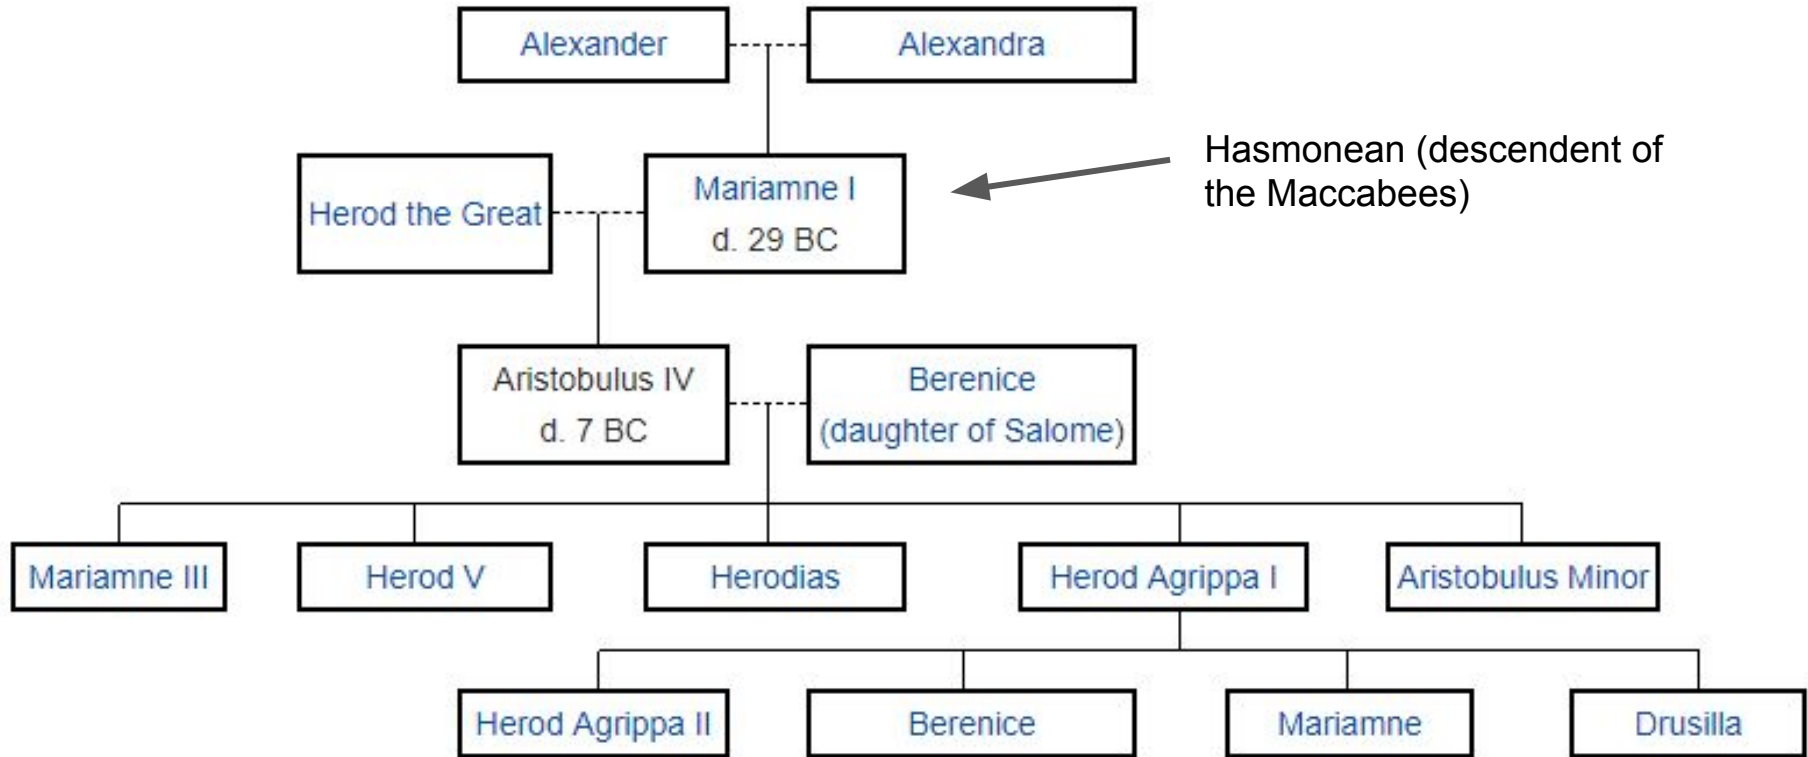 Alexander
Alexandra
Hasmonean (descendent of
the Maccabees)
Herod the Great
Mariamne I
d. 29 BC
Aristobulus IV
d. 7 BC
Berenice
(daughter of Salome)
Mariamne III
Herod V
Herodias
Herod Agrippa I
Aristobulus Minor
Herod Agrippa II
Berenice
Mariamne
Drusilla